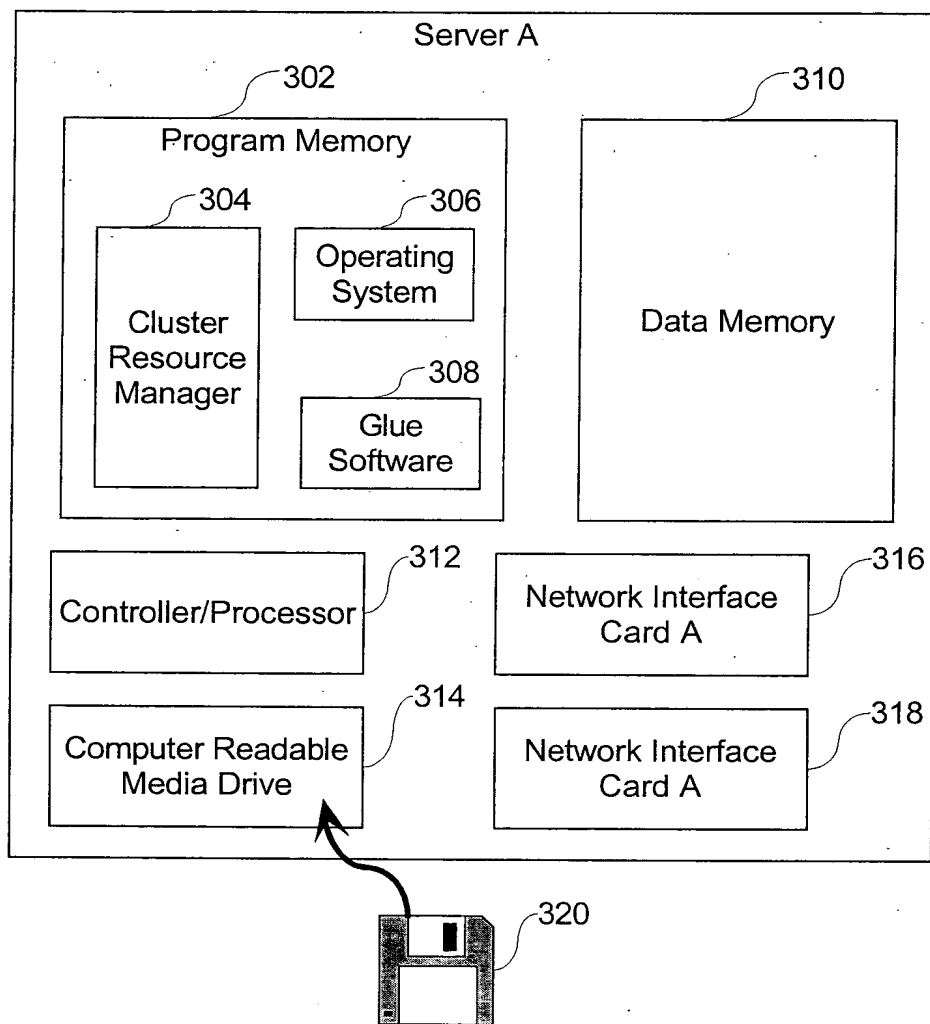 Server A
302
310
Program Memory
304
306
Operating
System
Cluster
Resource
Manager
Data Memory
308
Glue
Software
312
316
Controller/Processor
Network Interface
Card A
314
318
Computer Readable
Media Drive
Network Interface
Card A
320